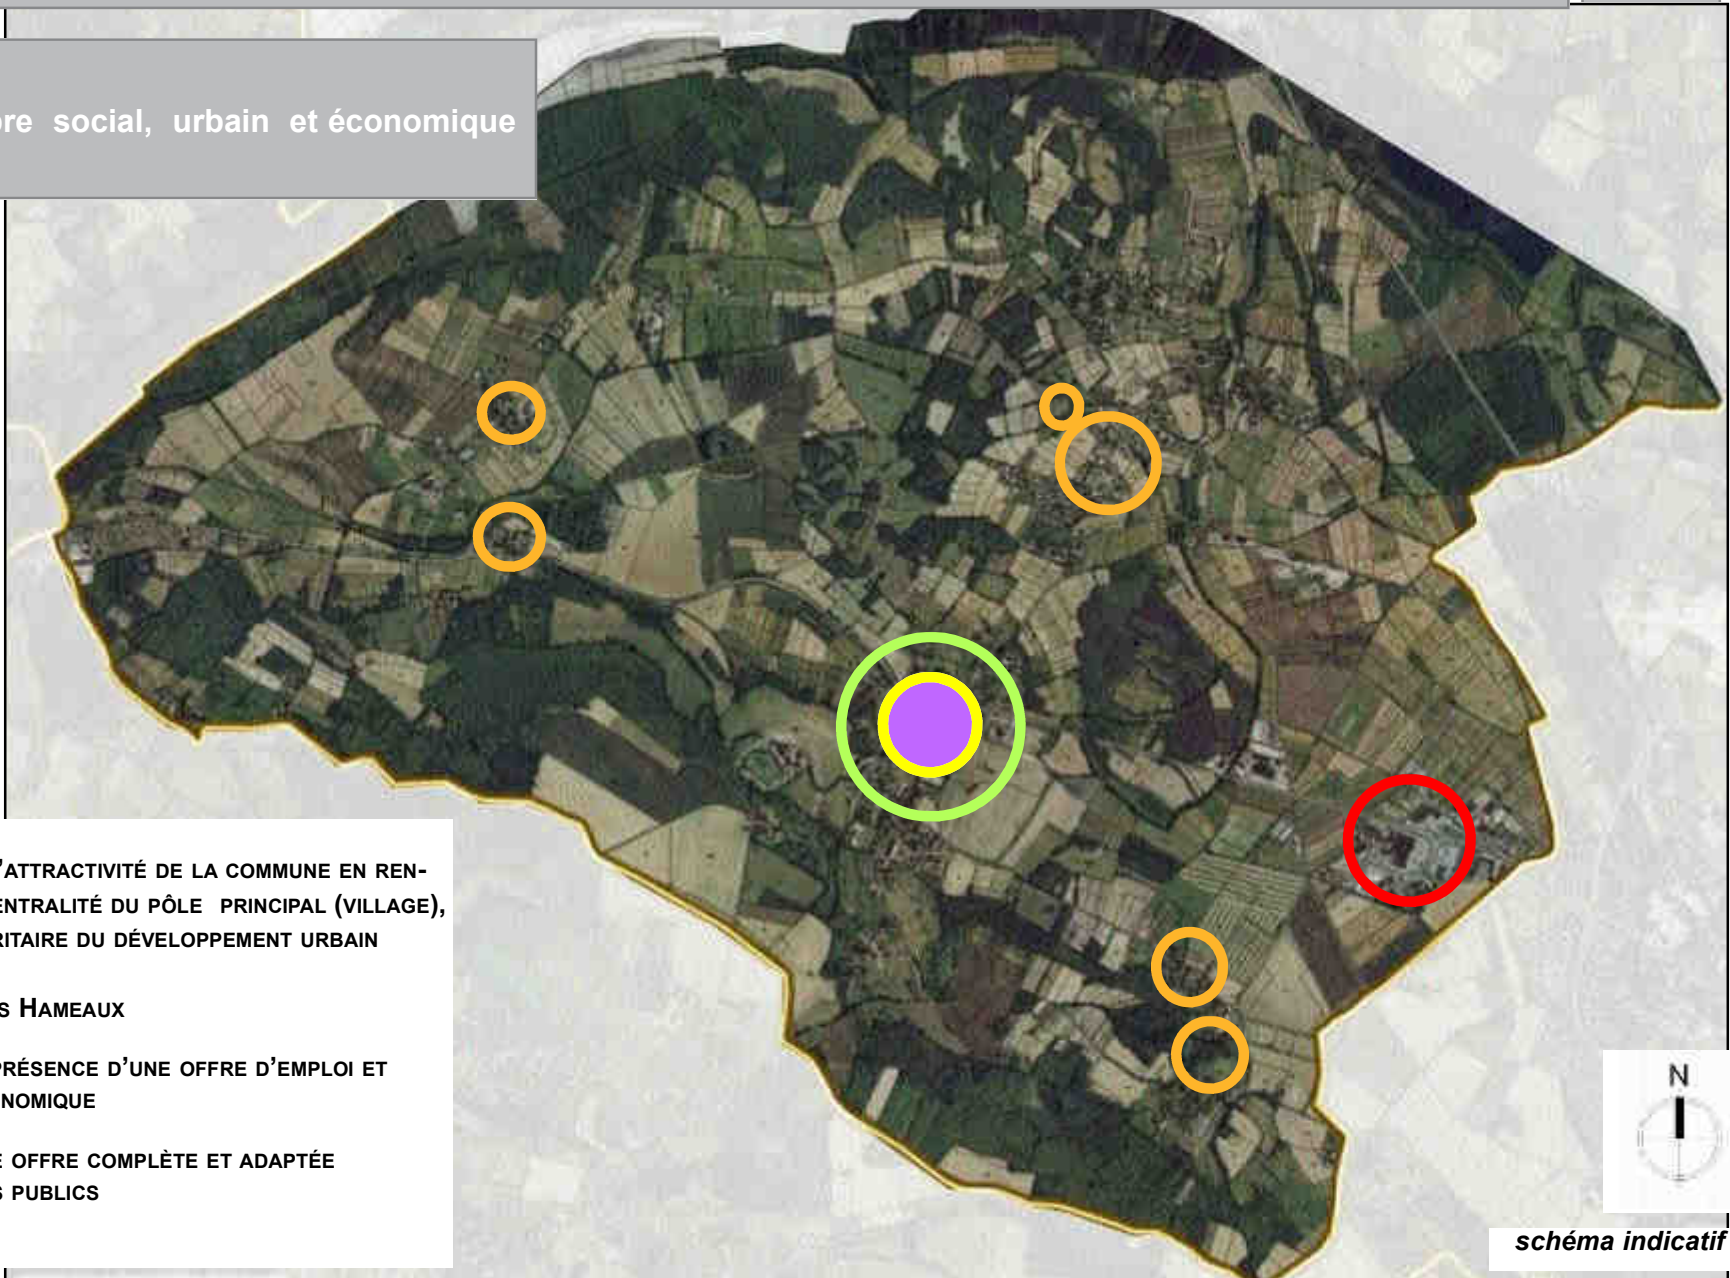 bre social, urbain et économique
'ATTRACTIVITÉ DE LA COMMUNE EN REN-
ENTRALITÉ DU PÔLE PRINCIPAL (VILLAGE),
RITAIRE DU DÉVELOPPEMENT URBAIN
S HAMEAUX
PRÉSENCE D'UNE OFFRE D'EMPLOI ET
NOMIQUE
E OFFRE COMPLÈTE ET ADAPTÉE
S PUBLICS
N
schéma indicatif